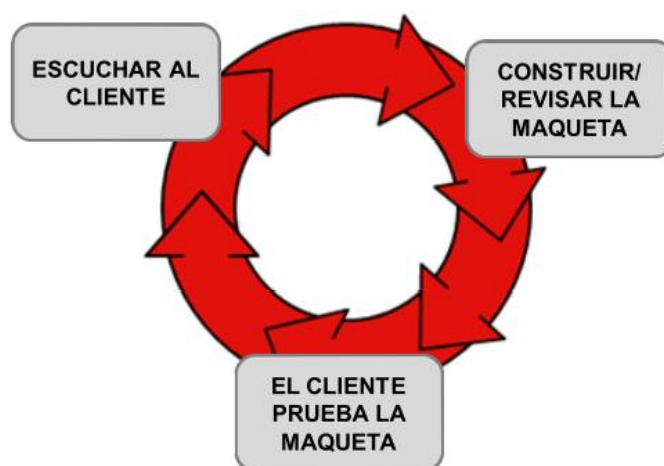 ESCUCHAR AL
CLIENTE
CONSTRUIR/
REVISAR LA
MAQUETA
EL CLIENTE
PRUEBA LA
MAQUETA